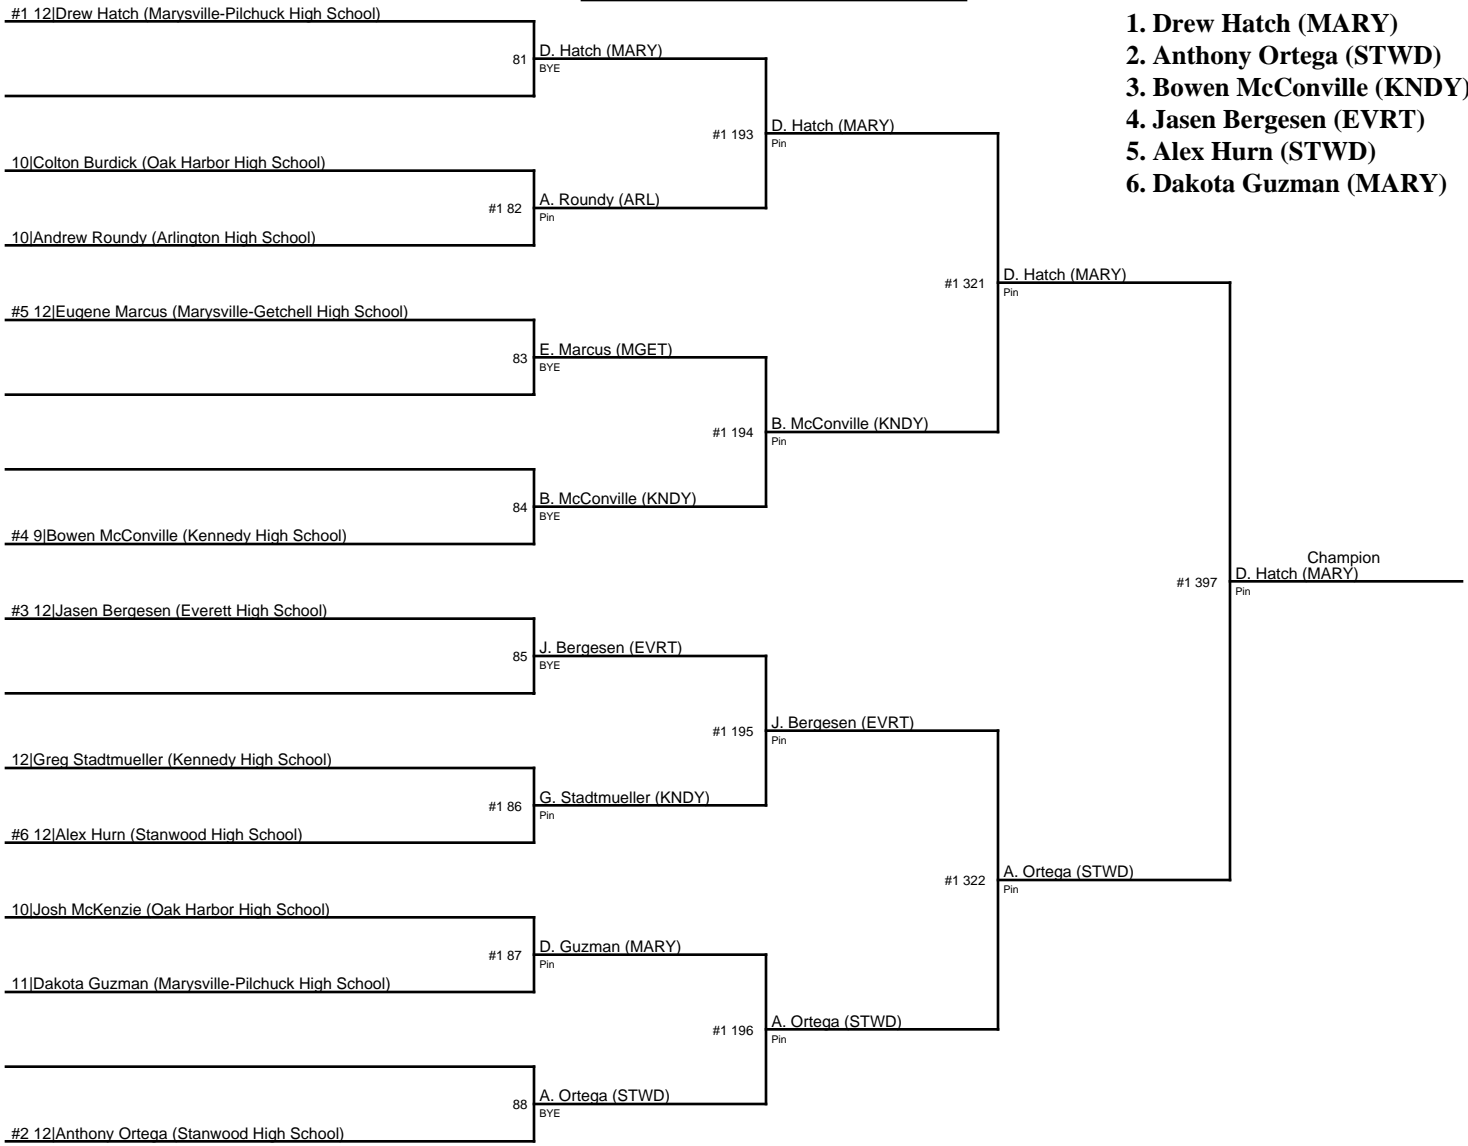 #1 12|Drew Hatch (Marysville-Pilchuck High School)
1. Drew Hatch (MARY)
2. Anthony Ortega (STWD)
3. Bowen McConville (KNDY)
4. Jasen Bergesen (EVRT)
5. Alex Hurn (STWD)
6. Dakota Guzman (MARY)
81
D. Hatch (MARY)
BYE
#1 193
D. Hatch (MARY)
Pin
10|Colton Burdick (Oak Harbor High School)
#1 82
A. Roundy (ARL)
Pin
10|Andrew Roundy (Arlington High School)
#1 321
D. Hatch (MARY)
Pin
#5 12|Eugene Marcus (Marysville-Getchell High School)
83
E. Marcus (MGET)
BYE
#1 194
B. McConville (KNDY)
Pin
84
B. McConville (KNDY)
BYE
#4 9|Bowen McConville (Kennedy High School)
Champion
#1 397
D. Hatch (MARY)
Pin
#3 12|Jasen Bergesen (Everett High School)
85
J. Bergesen (EVRT)
BYE
#1 195
J. Bergesen (EVRT)
Pin
12|Greg Stadtmueller (Kennedy High School)
#1 86
G. Stadtmueller (KNDY)
Pin
#6 12|Alex Hurn (Stanwood High School)
#1 322
A. Ortega (STWD)
Pin
10|Josh McKenzie (Oak Harbor High School)
#1 87
D. Guzman (MARY)
Pin
11|Dakota Guzman (Marysville-Pilchuck High School)
#1 196
A. Ortega (STWD)
Pin
88
A. Ortega (STWD)
BYE
#2 12|Anthony Ortega (Stanwood High School)